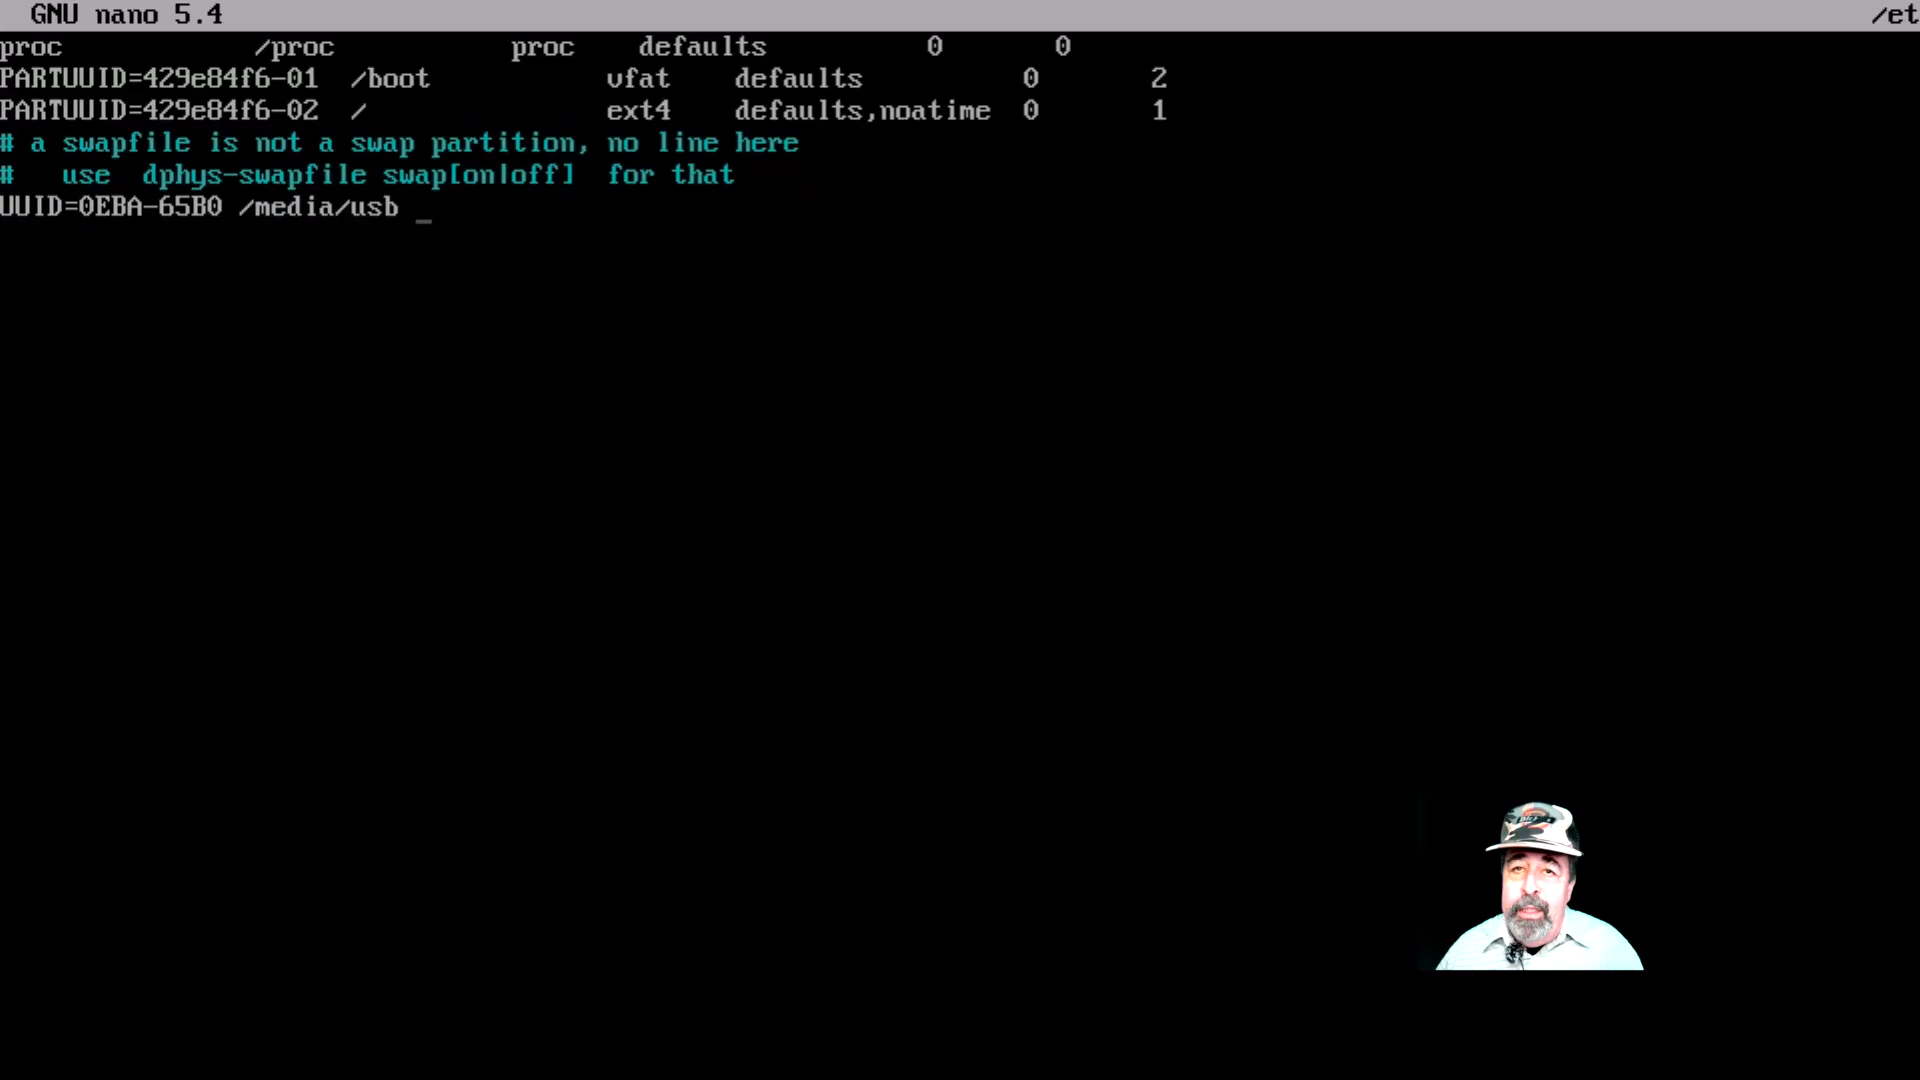 GNU nano 5.4 /et
proc /proc proc defaults 0 0
PARTUUID=429e84f6-01 /boot vfat defaults 0 2
PARTUUID=429e84f6-02 / ext4 defaults,noatime 0 1
# a swapfile is not a swap partition, no line here
#   use  dphys-swapfile swap[on|off]  for that
UUID=0EBA-65B0 /media/usb _